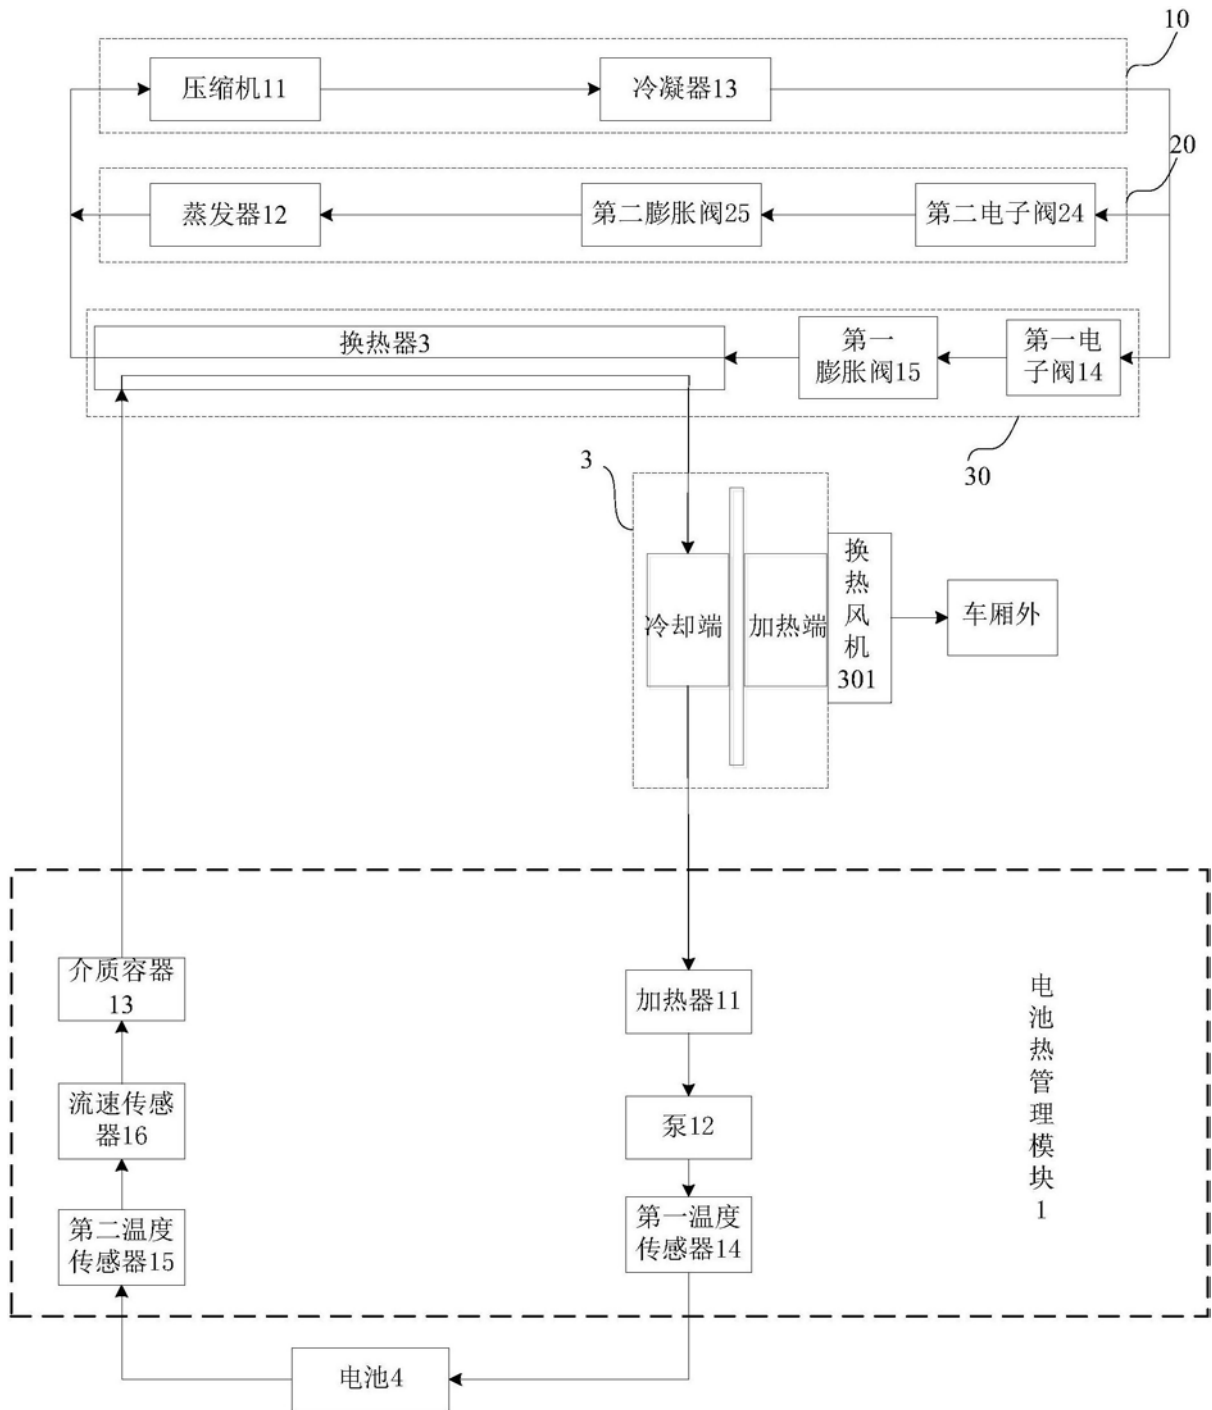 10
压缩机11
冷凝器13
20
蒸发器12
第二膨胀阀25
第二电子阀24
换热器3
第一
膨胀阀15
第一电
子阀14
30
3
冷却端
加热端
换
热
风
机
301
车厢外
介质容器
13
加热器11
电
池
热
管
理
模
块
1
流速传感
器16
泵12
第二温度
传感器15
第一温度
传感器14
电池4